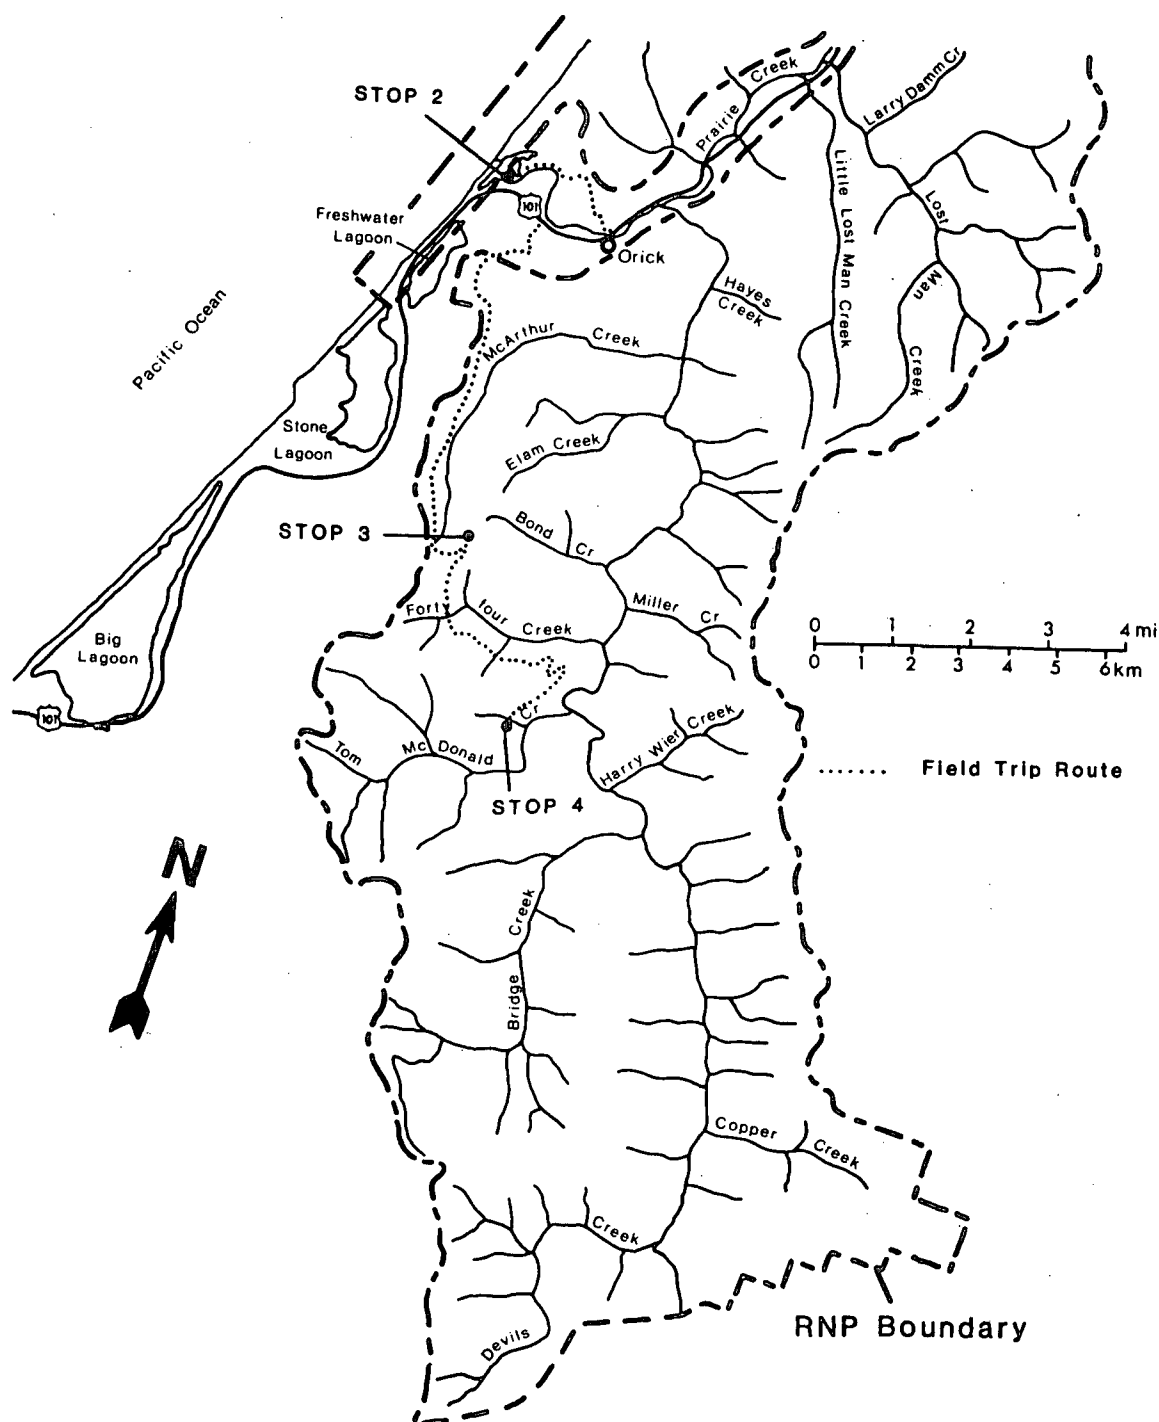 STOP 2
Creek
Prairie
Larry Damm Cr
Little Lost Man Creek
Lost
Man
Creek
101
Freshwater
Lagoon
Orick
Hayes
Creek
Pacific Ocean
McArthur Creek
Stone
Lagoon
Elam Creek
STOP 3
Bond
Cr
Forty
four
Creek
Miller
Cr
Big
Lagoon
0 1 2 3 4 mi
0 1 2 3 4 5 6km
101
Cr
Harry Wier Creek
Tom
Mc Donald
STOP 4
....... Field Trip Route
N
Creek
Bridge
Copper
Creek
Creek
Devils
RNP Boundary